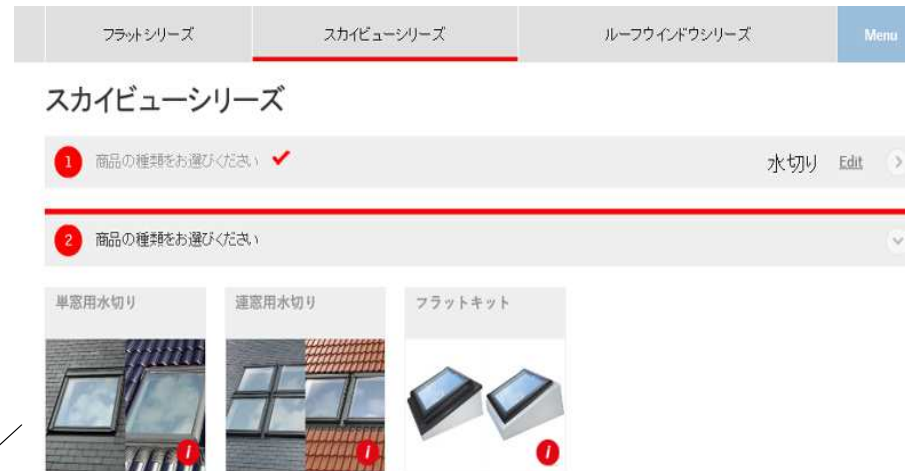 フラットシリーズ
スカイビューシリーズ
ルーフウインドウシリーズ
Menu
スカイビューシリーズ
1 商品の種類をお選びください
水切り Edit
2 商品の種類をお選びください
単窓用水切り
連窓用水切り
フラットキット
i
i
i